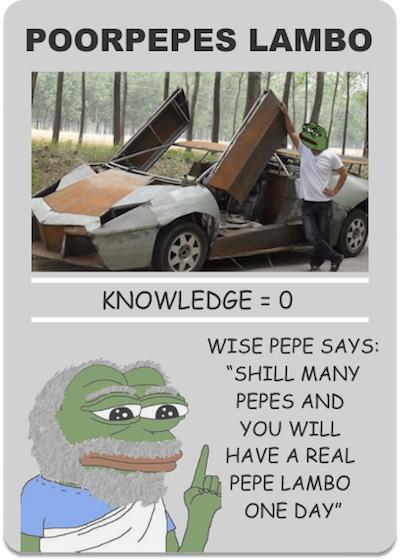 POORPEPES LAMBO
KNOWLEDGE = 0
WISE PEPE SAYS:
“SHILL MANY
PEPES AND
YOU WILL
HAVE A REAL
PEPE LAMBO
ONE DAY”